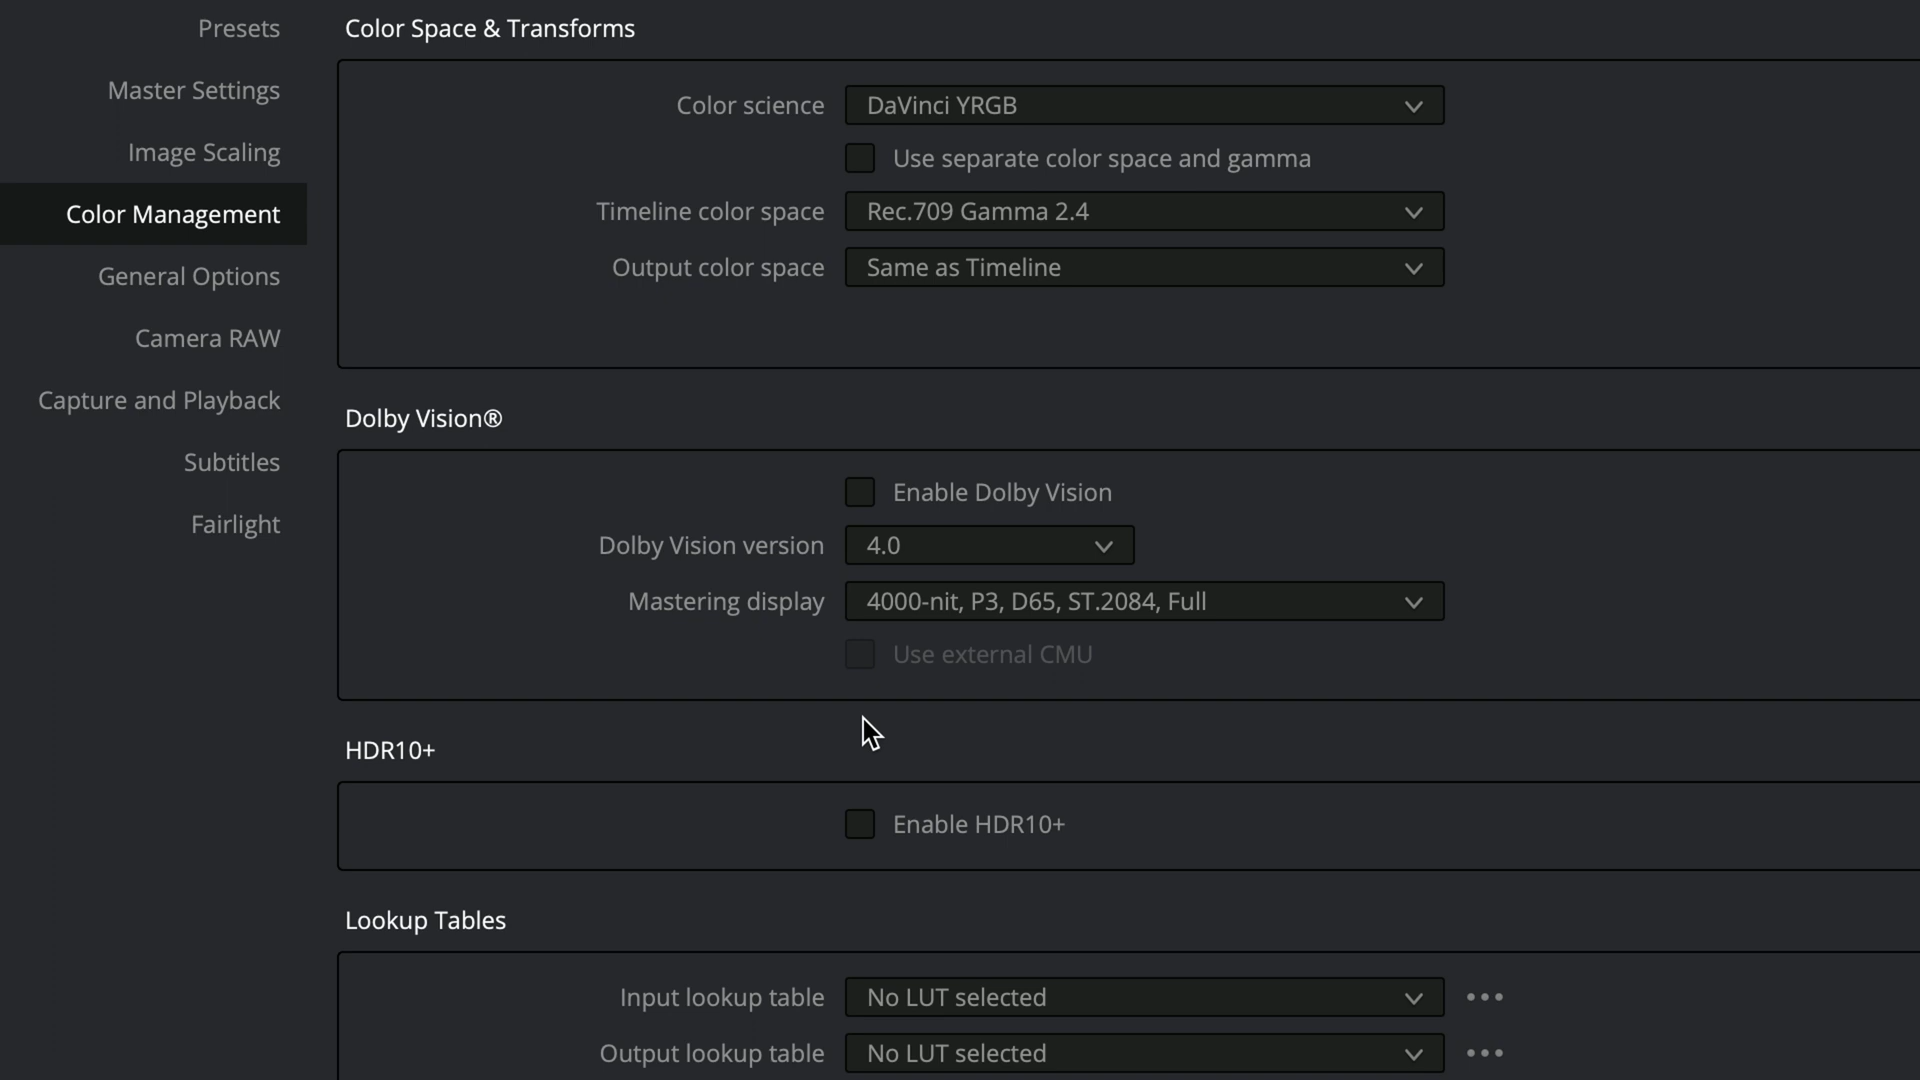 Presets
Master Settings
Image Scaling
Color Management
General Options
Camera RAW
Capture and Playback
Subtitles
Fairlight
Color Space & Transforms
Color science DaVinci YRGB
Use separate color space and gamma
Timeline color space Rec.709 Gamma 2.4
Output color space Same as Timeline
Dolby Vision®
Enable Dolby Vision
Dolby Vision version 4.0
Mastering display 4000-nit, P3, D65, ST.2084, Full
Use external CMU
HDR10+
Enable HDR10+
Lookup Tables
Input lookup table No LUT selected •••
Output lookup table No LUT selected •••